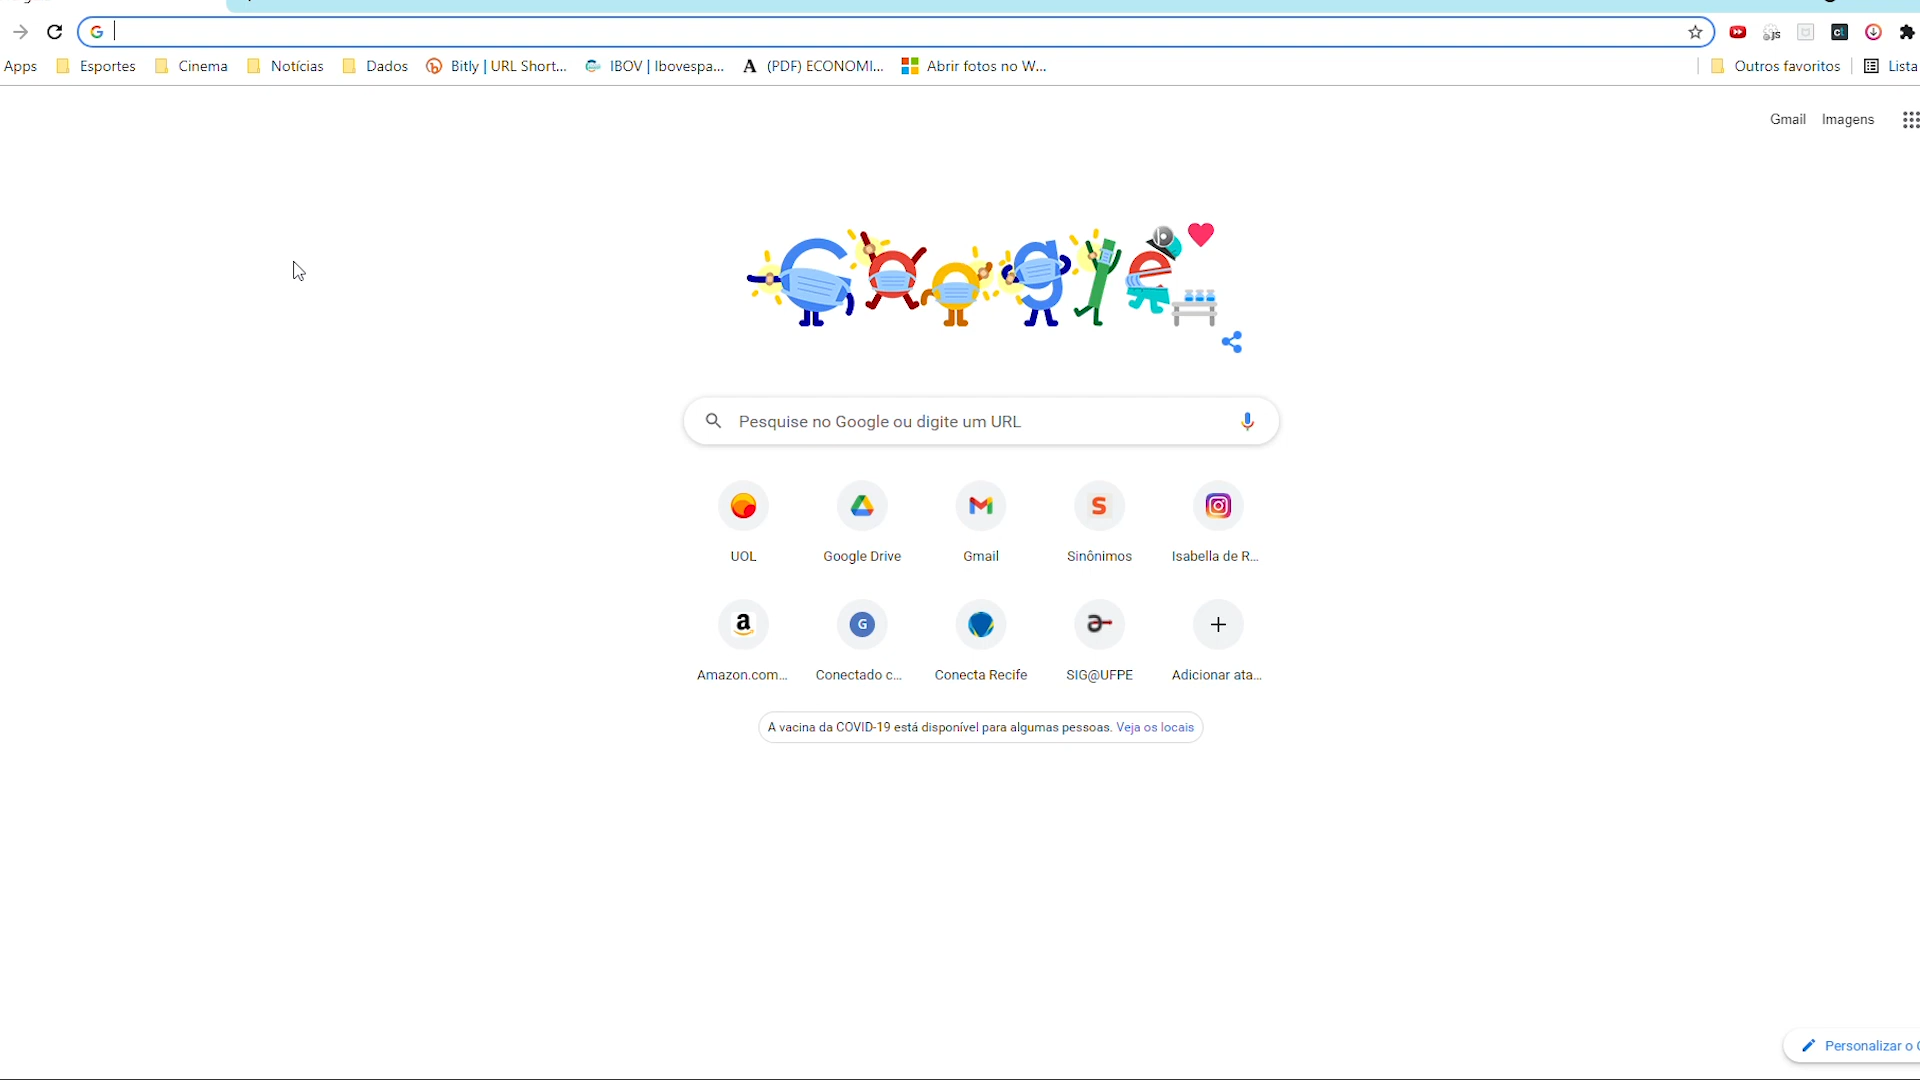 Apps Esportes Cinema Notícias Dados Bitly | URL Short... IBOV | Ibovespa... (PDF) ECONOMI... Abrir fotos no W... Outros favoritos Lista
Gmail Imagens
Google
Pesquise no Google ou digite um URL
UOL Google Drive Gmail Sinônimos Isabella de R...
Amazon.com... Conectado c... Conecta Recife SIG@UFPE Adicionar ata...
A vacina da COVID-19 está disponível para algumas pessoas. Veja os locais
Personalizar o